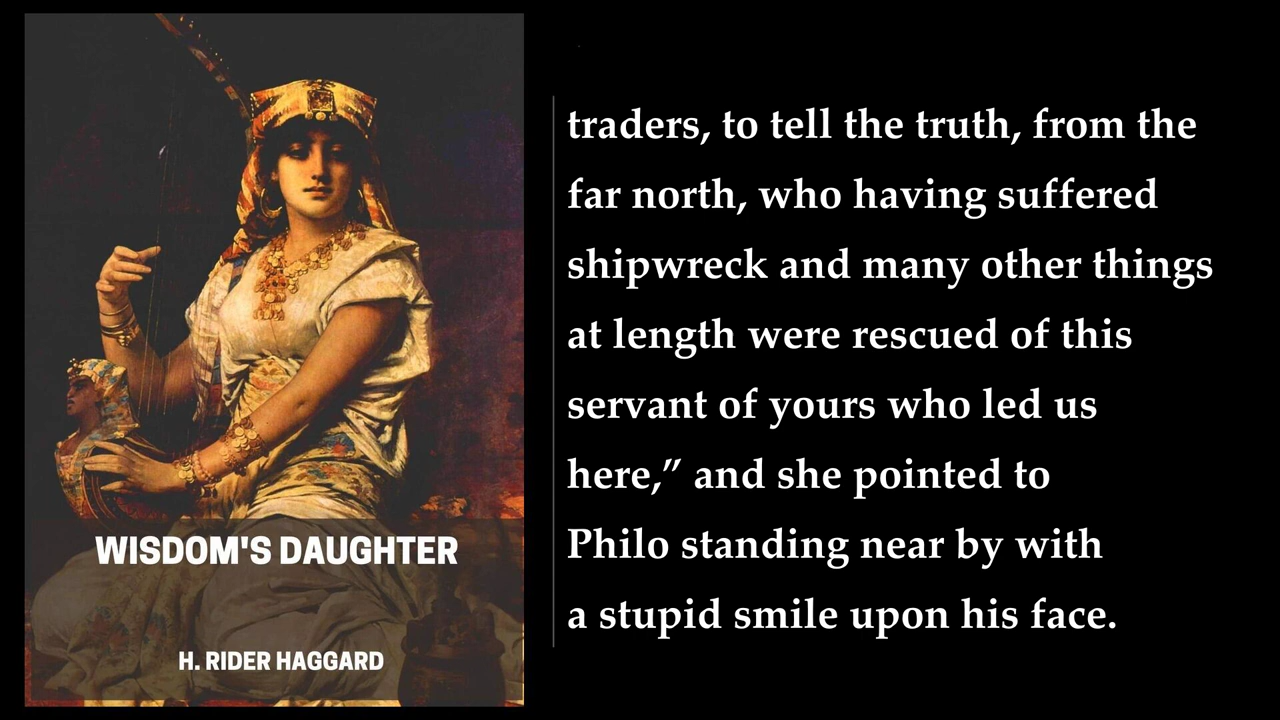 WISDOM'S DAUGHTER
H. RIDER HAGGARD
traders, to tell the truth, from the
far north, who having suffered
shipwreck and many other things
at length were rescued of this
servant of yours who led us
here,” and she pointed to
Philo standing near by with
a stupid smile upon his face.